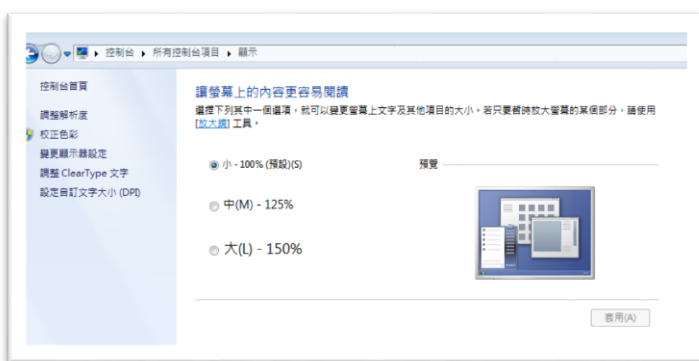 控制台 ▸ 所有控制台項目 ▸ 顯示
控制台首頁
調整解析度
校正色彩
變更顯示器設定
調整 ClearType 文字
設定自訂文字大小 (DPI)
讓螢幕上的內容更容易閱讀
選擇下列其中一個選項，就可以變更螢幕上文字及其他項目的大小。若只要暫時放大螢幕的某個部分，請使用
[放大鏡] 工具。
小 - 100% (預設)(S)
預覽
中(M) - 125%
大(L) - 150%
套用(A)